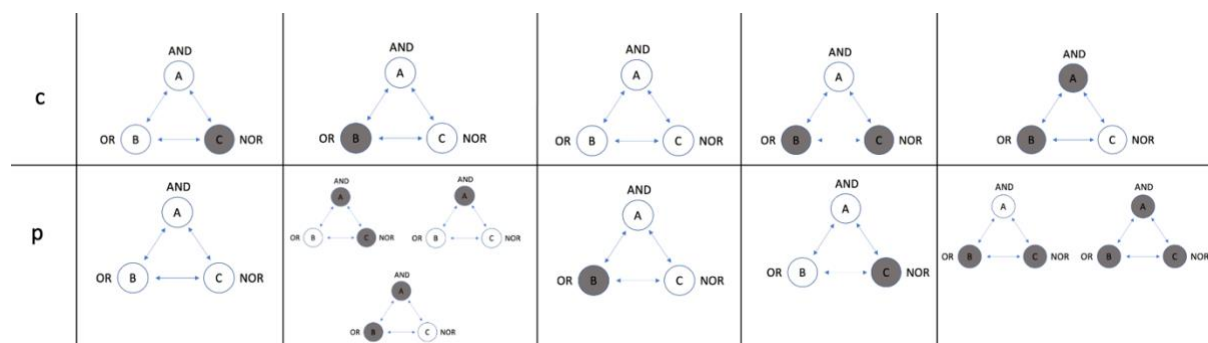 c
AND
A
OR B C NOR
AND
A
OR B C NOR
AND
A
OR B C NOR
AND
A
OR B C NOR
AND
A
OR B C NOR
p
AND
A
OR B C NOR
AND
A
OR B C NOR
AND
A
OR B C NOR
AND
A
OR B C NOR
AND
A
OR B C NOR
AND
A
OR B C NOR
AND
A
OR B C NOR
AND
A
OR B C NOR